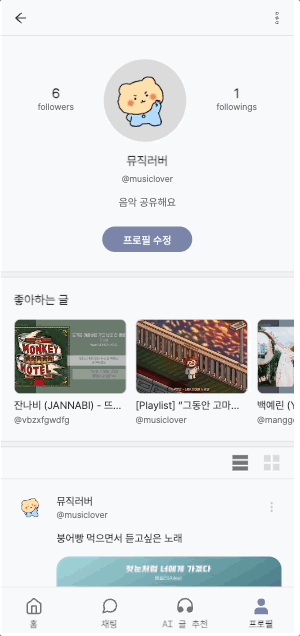 6
followers
1
followings
뮤직러버
@musiclover
음악 공유해요
프로필 수정
좋아하는 글
MONKEY
HOTEL
잔나비 (JANNABI) - 뜨...
@vbzxfgwdfg
[Playlist] "그동안 고마...
@musiclover
백예린 (Y
@mangg
뮤직러버
@musiclover
붕어빵 먹으면서 듣고싶은 노래
첫눈처럼 너에게 가겠다
홈
채팅
AI 글 추천
프로필